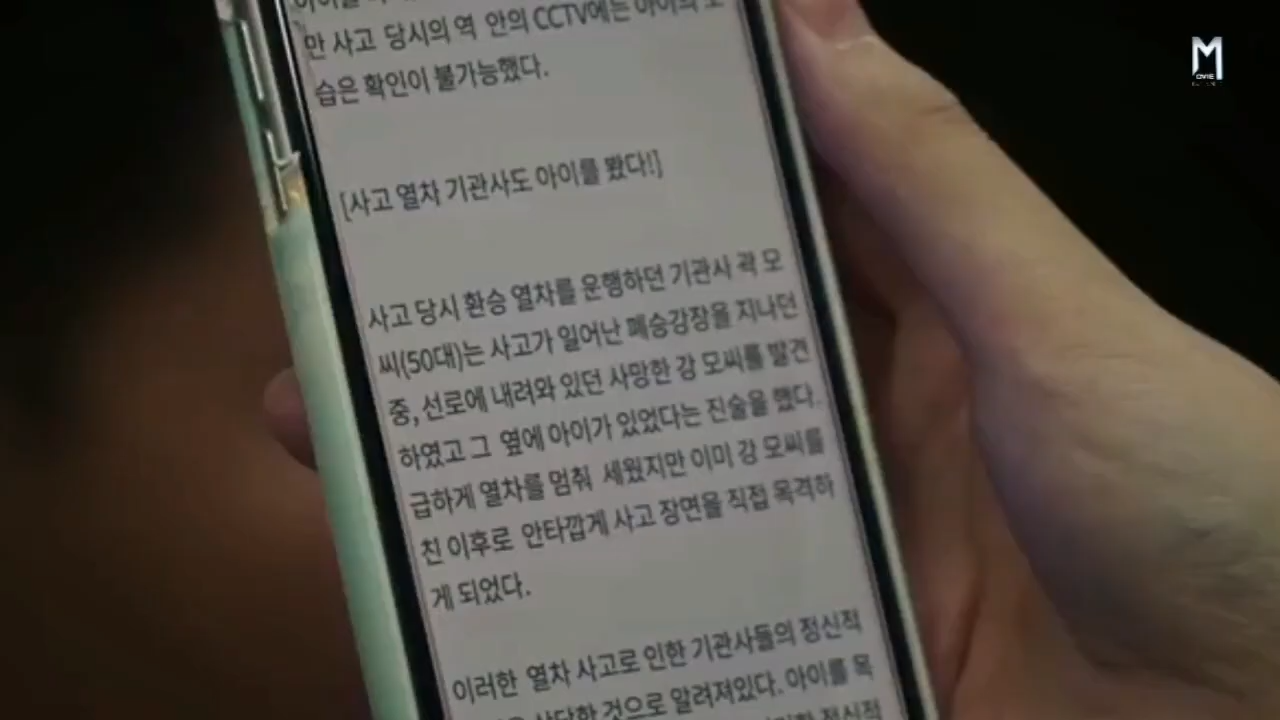 만 사고 당시의 역 안의 CCTV에는 아이의 모
습은 확인이 불가능했다.
[사고 열차 기관사도 아이를 봤다!]
사고 당시 환승 열차를 운행하던 기관사 곽 모
씨(50대)는 사고가 일어난 폐승강장을 지나던
중, 선로에 내려와 있던 사망한 강 모씨를 발견
하였고 그 옆에 아이가 있었다는 진술을 했다.
급하게 열차를 멈춰 세웠지만 이미 강 모씨를
친 이후로 안타깝게 사고 장면을 직접 목격하
게 되었다.
이러한 열차 사고로 인한 기관사들의 정신적
상당한 것으로 알려져있다. 아이를 목
정신적
M
OVIE